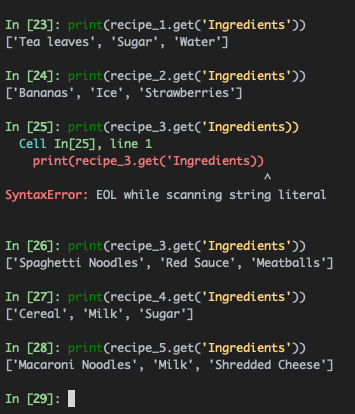 In [23]: print(recipe_1.get('Ingredients'))
['Tea leaves', 'Sugar', 'Water']
In [24]: print(recipe_2.get('Ingredients'))
['Bananas', 'Ice', 'Strawberries']
In [25]: print(recipe_3.get('Ingredients))
  Cell In[25], line 1
    print(recipe_3.get('Ingredients))
                                     ^
SyntaxError: EOL while scanning string literal
In [26]: print(recipe_3.get('Ingredients'))
['Spaghetti Noodles', 'Red Sauce', 'Meatballs']
In [27]: print(recipe_4.get('Ingredients'))
['Cereal', 'Milk', 'Sugar']
In [28]: print(recipe_5.get('Ingredients'))
['Macaroni Noodles', 'Milk', 'Shredded Cheese']
In [29]: